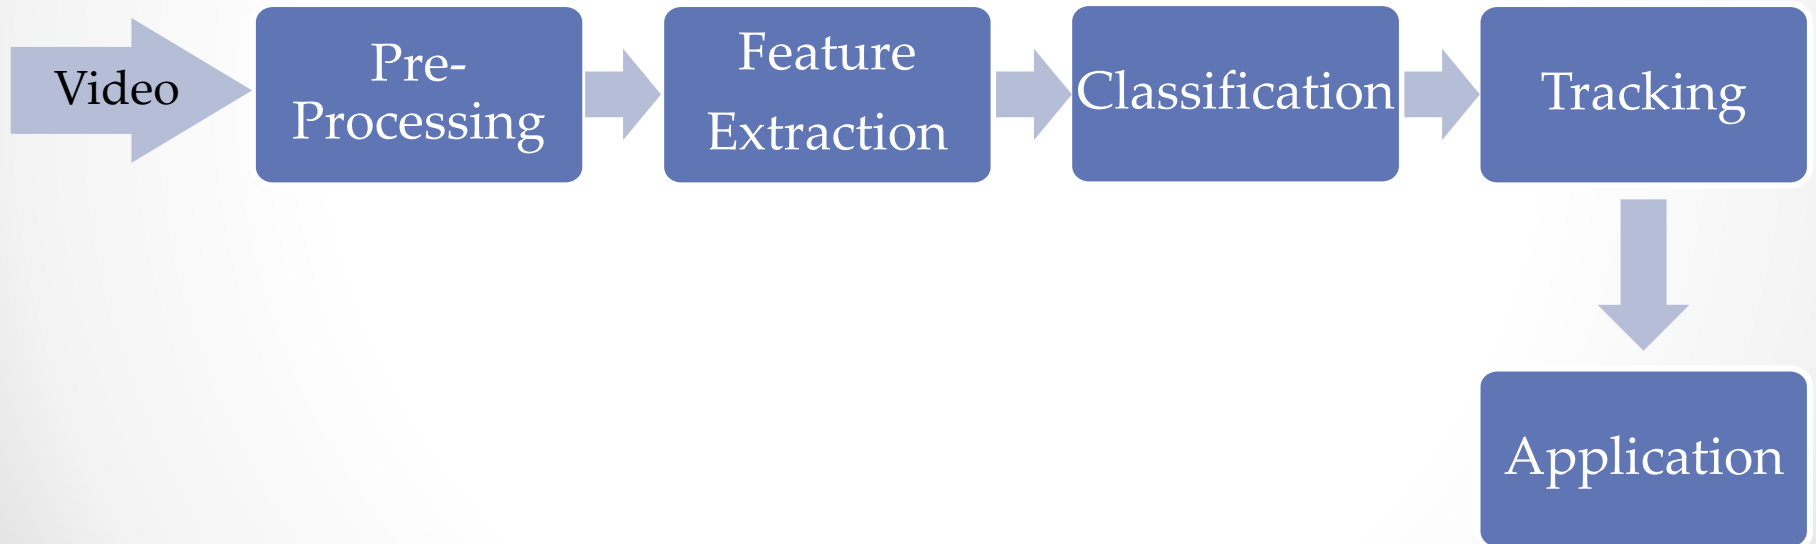 Video
Pre-
Processing
Feature
Extraction
Classification
Tracking
Application